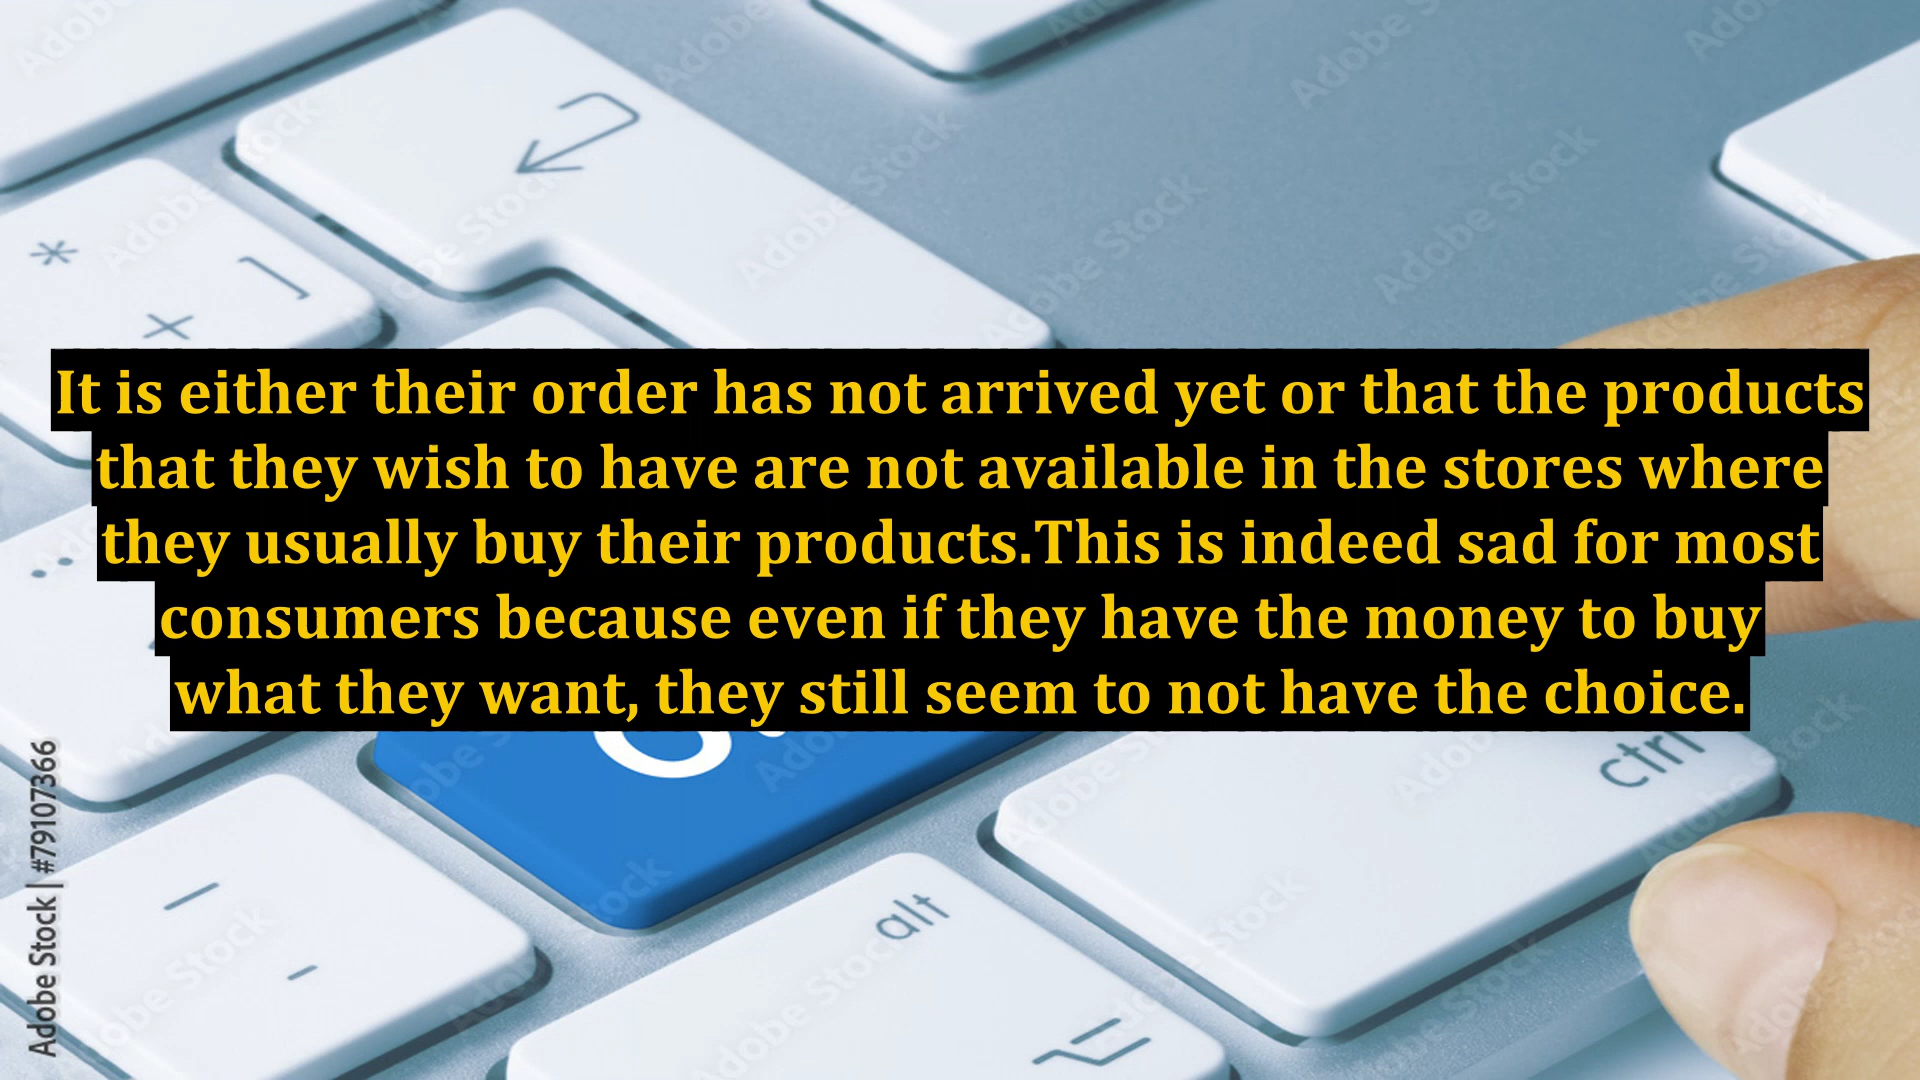 It is either their order has not arrived yet or that the products
that they wish to have are not available in the stores where
they usually buy their products.This is indeed sad for most
consumers because even if they have the money to buy
what they want, they still seem to not have the choice.
*
+
]
ctrl
alt
Adobe Stock | #79107366
Adobe Stock